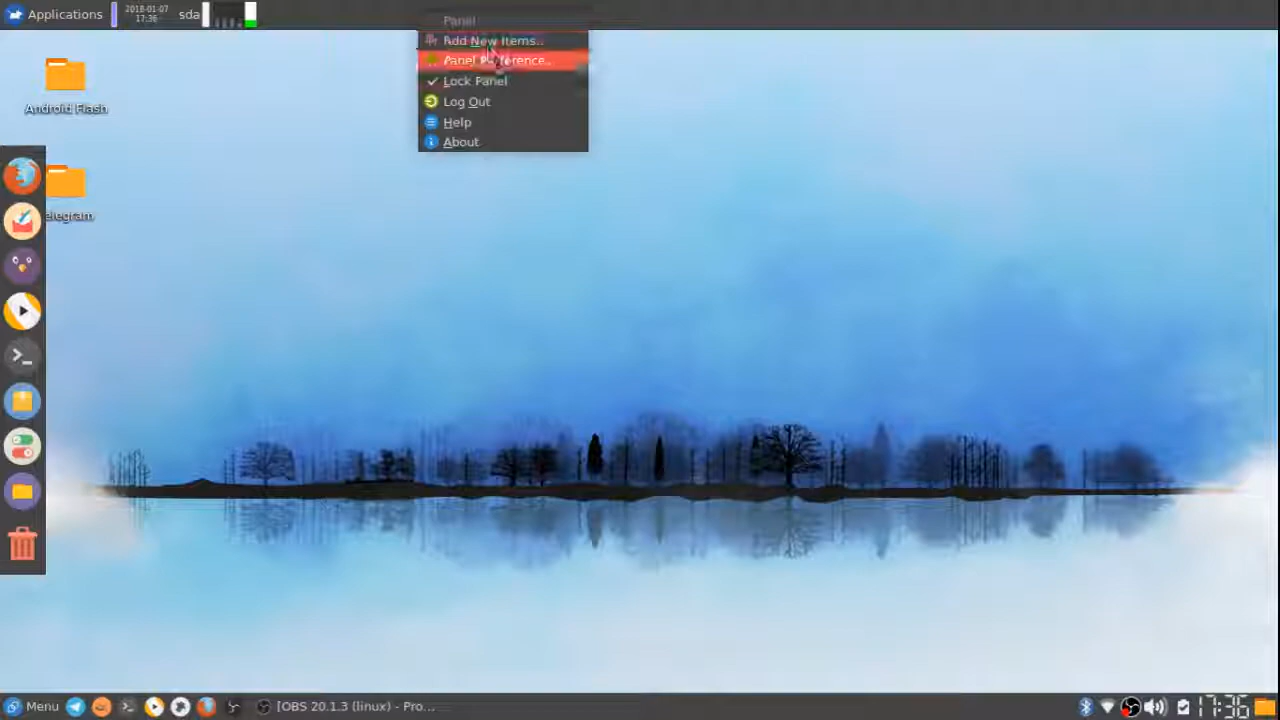 Applications
2018-01-07
17:36
sda
Panel
Add New Items...
Panel
Lock Panel
Log Out
Help
About
Android Flash
elegram
Menu
[OBS 20.1.3 (linux) - Pro...
17:36